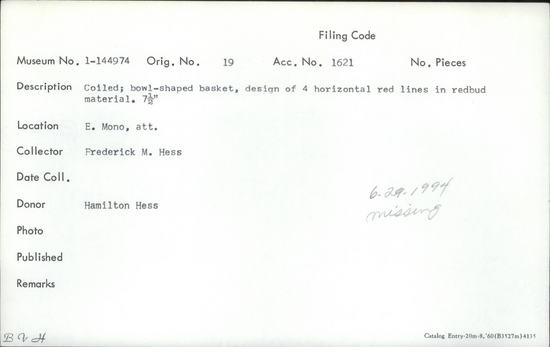 Filing Code
Museum No. 1-144974 Orig. No. 19 Acc. No. 1621 No. Pieces
Description Coiled; bowl-shaped basket, design of 4 horizontal red lines in redbud
material. 7½"
Location E. Mono, att.
Collector Frederick M. Hess
Date Coll.
6-29-1994
Donor Hamilton Hess
missing
Photo
Published
Remarks
B V H
Catalog Entry-20m-8,'60(B3527m)4135